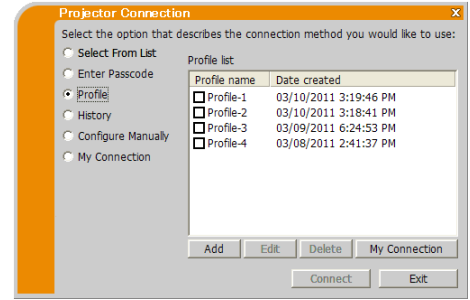 Projector Connection x
Select the option that describes the connection method you would like to use:
Select From List
Enter Passcode
Profile
History
Configure Manually
My Connection
Profile list
Profile name Date created
Profile-1 03/10/2011 3:19:46 PM
Profile-2 03/10/2011 3:18:41 PM
Profile-3 03/09/2011 6:24:53 PM
Profile-4 03/08/2011 2:41:37 PM
Add Edit Delete My Connection
Connect Exit